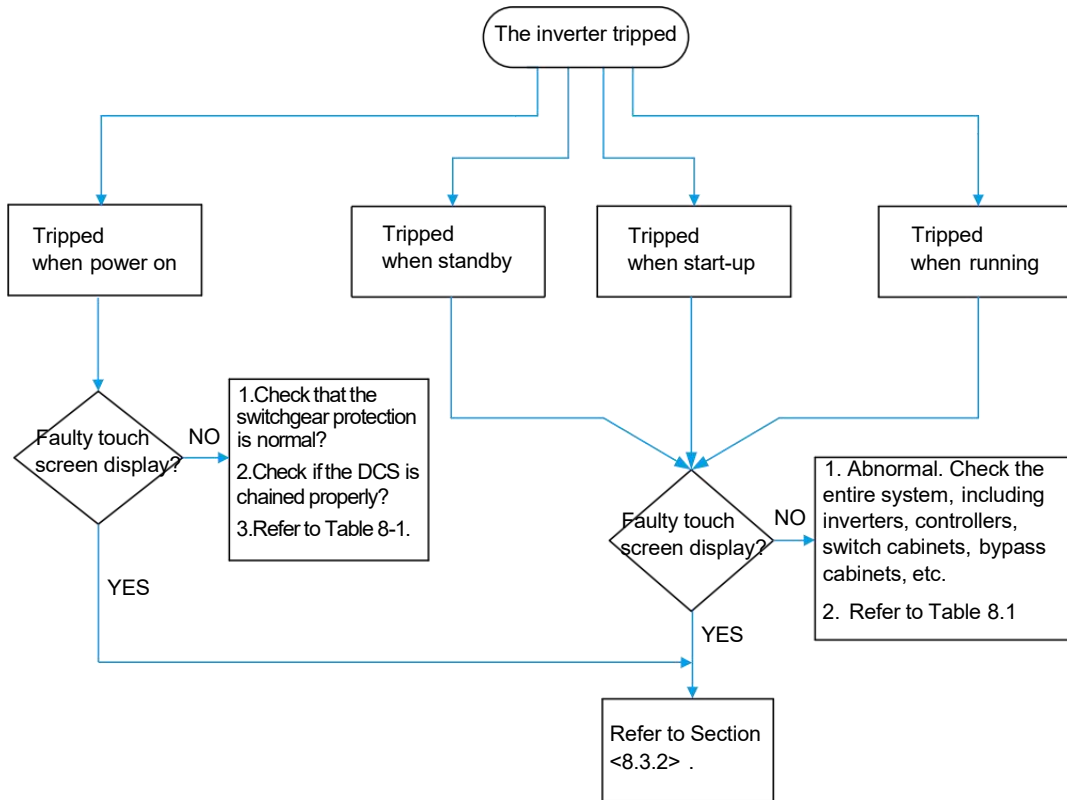 The inverter tripped
Tripped
when power on
Tripped
when standby
Tripped
when start-up
Tripped
when running
Faulty touch
screen display?
NO
1.Check that the
switchgear protection
is normal?
2.Check if the DCS is
chained properly?
3.Refer to Table 8-1.
YES
Faulty touch
screen display?
NO
1. Abnormal. Check the
entire system, including
inverters, controllers,
switch cabinets, bypass
cabinets, etc.
2. Refer to Table 8.1
YES
Refer to Section
<8.3.2> .